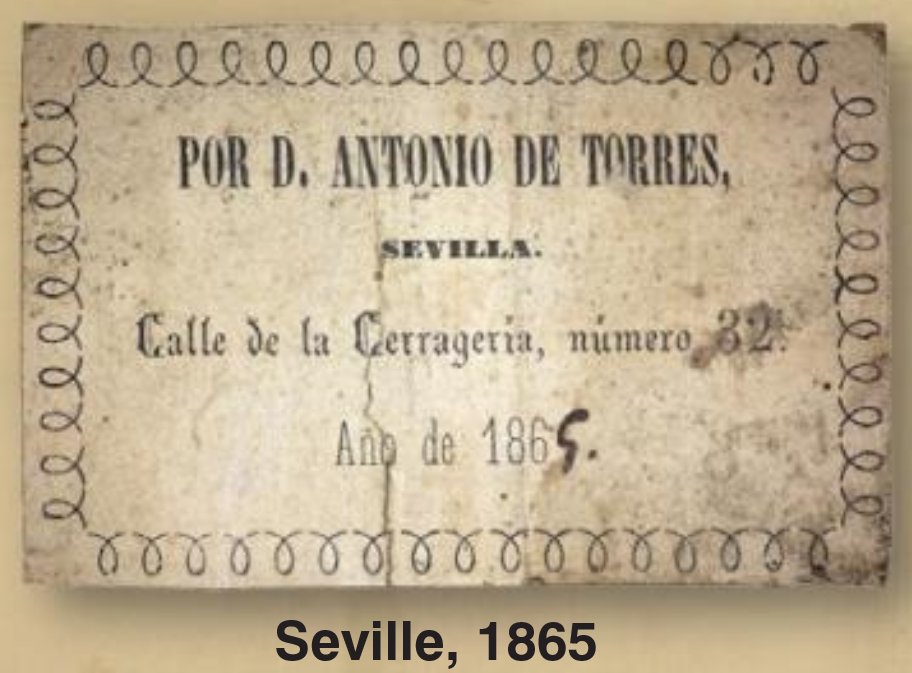 POR D. ANTONIO DE TORRES,
SEVILLA.
Calle de la Cerrageria, número 32.
Año de 1865.
Seville, 1865